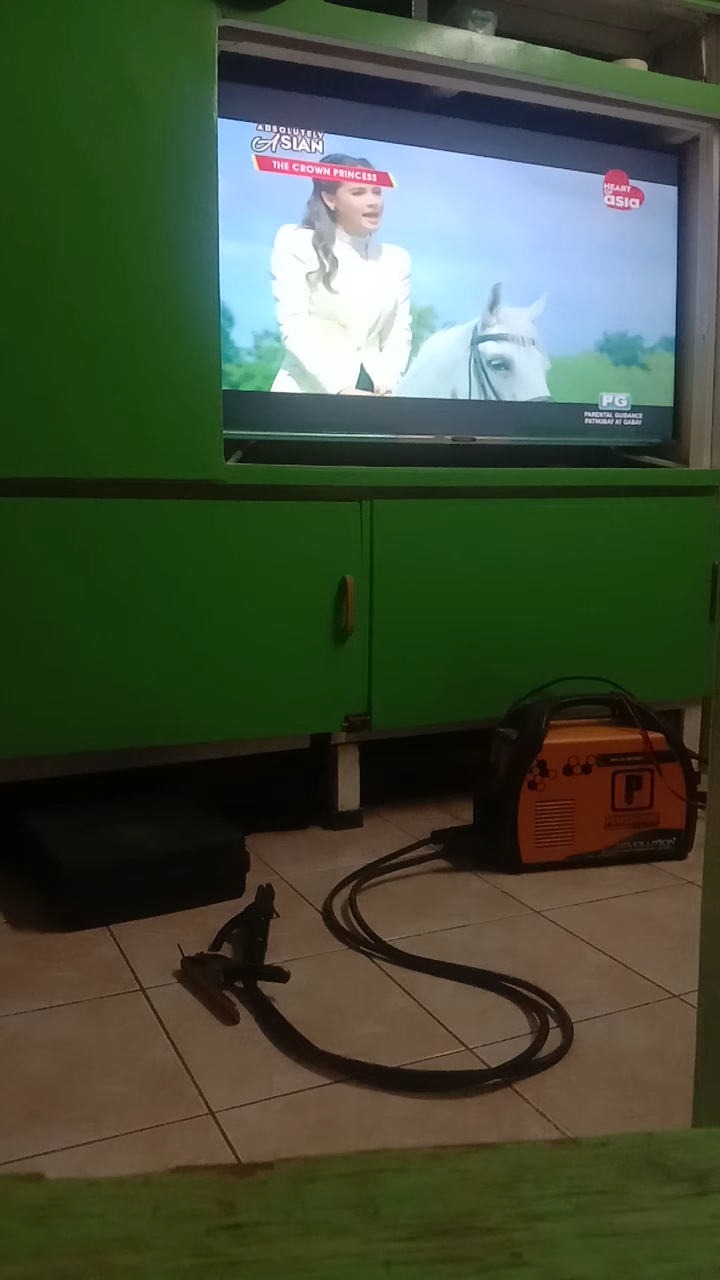 ABSOLUTELY
ASIAN
THE CROWN PRINCESS
HEART
OF
asia
PG
PARENTAL GUIDANCE
PATNUBAY AT GABAY
P